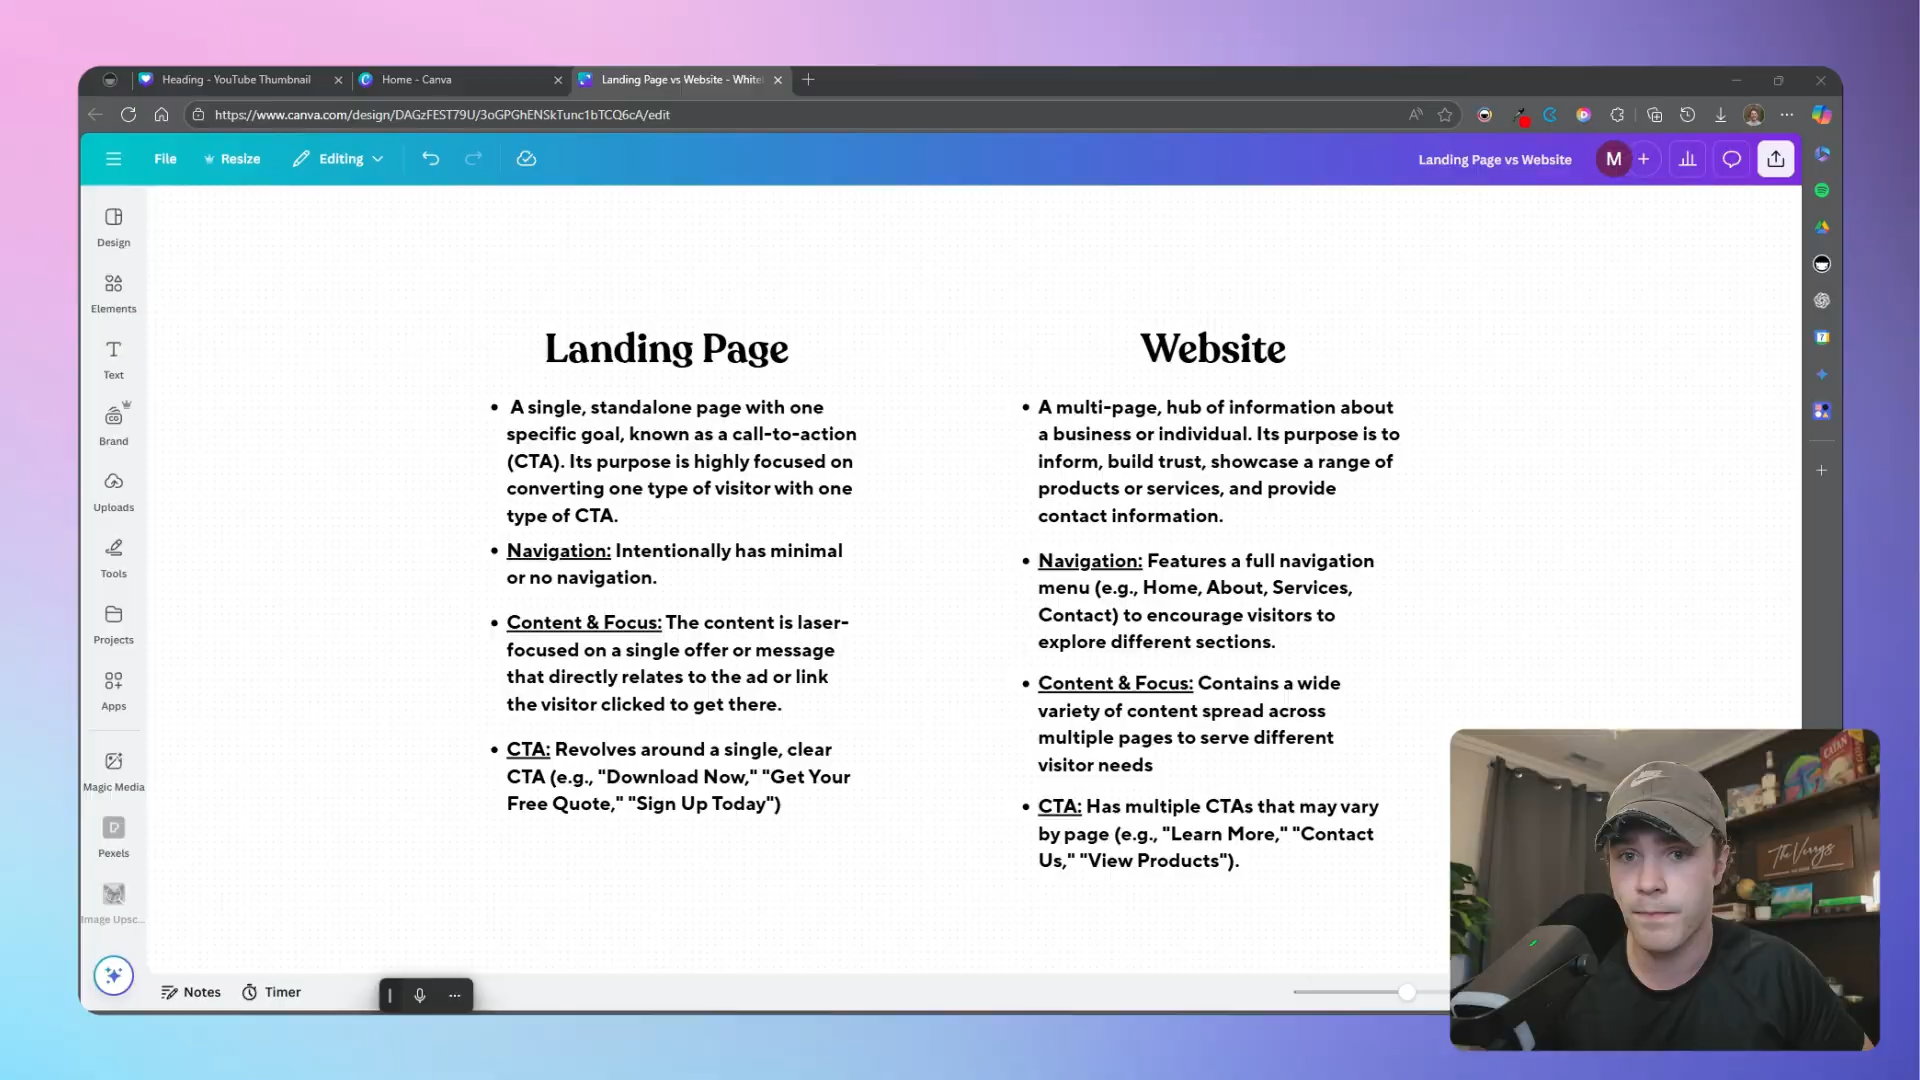 Heading - YouTube Thumbnail
Home - Canva
Landing Page vs Website - White
https://www.canva.com/design/DAGzFEST79U/3oGPGhENSkTunc1bTCQ6cA/edit
File
Resize
Editing
Landing Page vs Website
M
Design
Elements
Text
Brand
Uploads
Tools
Projects
Apps
Magic Media
Pexels
Image Upsc...
Landing Page
• A single, standalone page with one
specific goal, known as a call-to-action
(CTA). Its purpose is highly focused on
converting one type of visitor with one
type of CTA.
• Navigation: Intentionally has minimal
or no navigation.
• Content & Focus: The content is laser-
focused on a single offer or message
that directly relates to the ad or link
the visitor clicked to get there.
• CTA: Revolves around a single, clear
CTA (e.g., "Download Now," "Get Your
Free Quote," "Sign Up Today")
Website
• A multi-page, hub of information about
a business or individual. Its purpose is to
inform, build trust, showcase a range of
products or services, and provide
contact information.
• Navigation: Features a full navigation
menu (e.g., Home, About, Services,
Contact) to encourage visitors to
explore different sections.
• Content & Focus: Contains a wide
variety of content spread across
multiple pages to serve different
visitor needs
• CTA: Has multiple CTAs that may vary
by page (e.g., "Learn More," "Contact
Us," "View Products").
Notes
Timer
CATAN
The Verrys